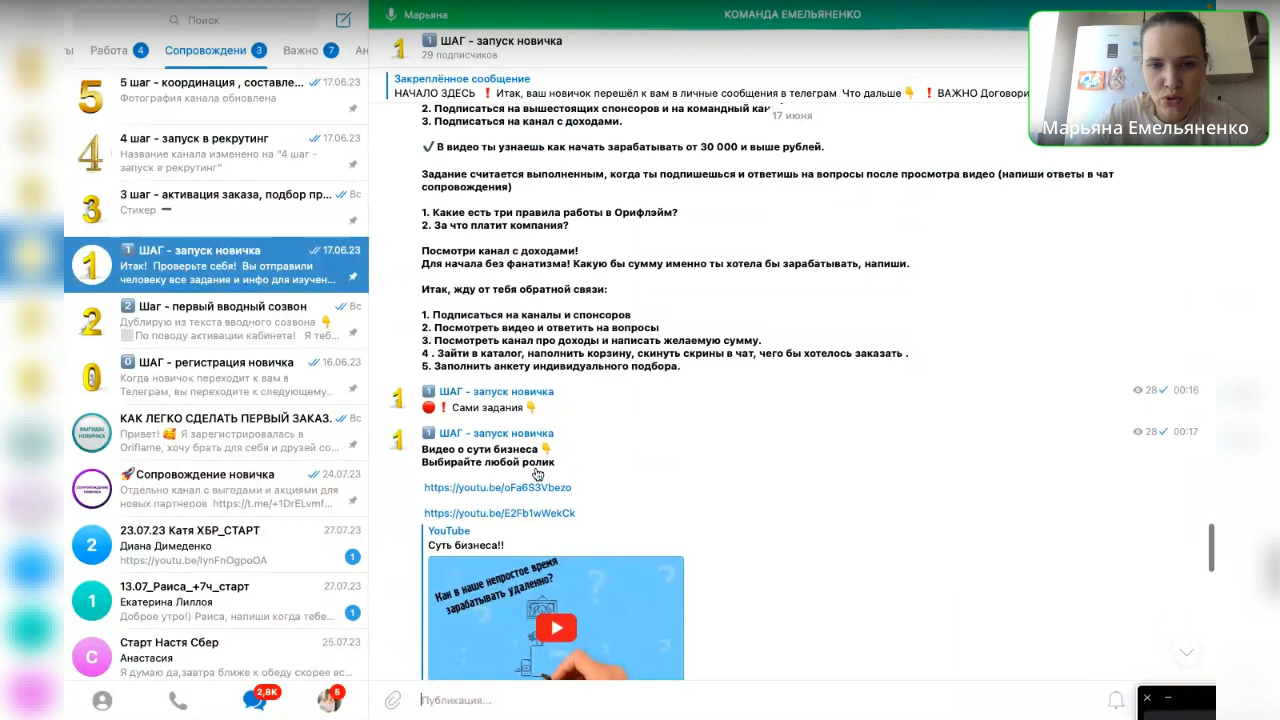 Поиск
Марьяна
КОМАНДА ЕМЕЛЬЯНЕНКО
ты
Работа 4
Сопровождени 3
Важно 7
Ан
5 шаг - координация , составле... 17.06.23
Фотография канала обновлена
4 шаг - запуск в рекрутинг 17.06.23
Название канала изменено на "4 шаг -
запуск в рекрутинг"
3 шаг - активация заказа, подбор пр... Вс
Стикер
1 ШАГ - запуск новичка 17.06.23
Итак! Проверьте себя! Вы отправили
человеку все задания и инфо для изучен...
2 Шаг - первый вводный созвон Вс
Дублирую из текста вводного созвона 👇
По поводу активации кабинета! Я теб...
0 ШАГ - регистрация новичка 16.06.23
Когда новичок переходит к вам в
Телеграм, вы переходите к следующему...
ВЫГОДЫ НОВИЧКА
КАК ЛЕГКО СДЕЛАТЬ ПЕРВЫЙ ЗАКАЗ. Вс
Привет! 🥰 Я зарегистрировалась в
Oriflame, хочу брать для себя и друзей со...
🚀Сопровождение новичка 24.07.23
Отдельно канал с выгодами и акциями для
новых партнеров https://t.me/+1DrELvmf...
2
23.07.23 Катя ХБР_СТАРТ 27.07.23
Диана Димеденко
https://youtu.be/IynFnOgpoOA 1
1
13.07_Раиса_+7ч_старт 27.07.23
Екатерина Лиллоя
Доброе утро!) Раиса, напиши когда тебе... 1
С
Старт Настя Сбер 25.07.23
Анастасия
Я думаю да,завтра ближе к обеду скорее вс...
2,8K
5
1 ШАГ - запуск новичка
29 подписчиков
Закреплённое сообщение
НАЧАЛО ЗДЕСЬ ❗ Итак, ваш новичок перешёл к вам в личные сообщения в телеграм Что дальше👇 ❗ ВАЖНО Договори
2. Подписаться на вышестоящих спонсоров и на командный кан
17 июня
3. Подписаться на канал с доходами.
✔ В видео ты узнаешь как начать зарабатывать от 30 000 и выше рублей.
Задание считается выполненным, когда ты подпишешься и ответишь на вопросы после просмотра видео (напиши ответы в чат
сопровождения)
1. Какие есть три правила работы в Орифлэйм?
2. За что платит компания?
Посмотри канал с доходами!
Для начала без фанатизма! Какую бы сумму именно ты хотела бы зарабатывать, напиши.
Итак, жду от тебя обратной связи:
1. Подписаться на каналы и спонсоров
2. Посмотреть видео и ответить на вопросы
3. Посмотреть канал про доходы и написать желаемую сумму.
4 . Зайти в каталог, наполнить корзину, скинуть скрины в чат, чего бы хотелось заказать .
5. Заполнить анкету индивидуального подбора.
1 ШАГ - запуск новичка 28 00:16
🔴 ❗ Сами задания👇
1 ШАГ - запуск новичка 28 00:17
Видео о сути бизнеса 👇
Выбирайте любой ролик
https://youtu.be/oFa6S3Vbezo
https://youtu.be/E2Fb1wWekCk
YouTube
Суть бизнеса!!
Как в наше непростое время
зарабатывать удаленно?
Публикация...
Марьяна Емельяненко